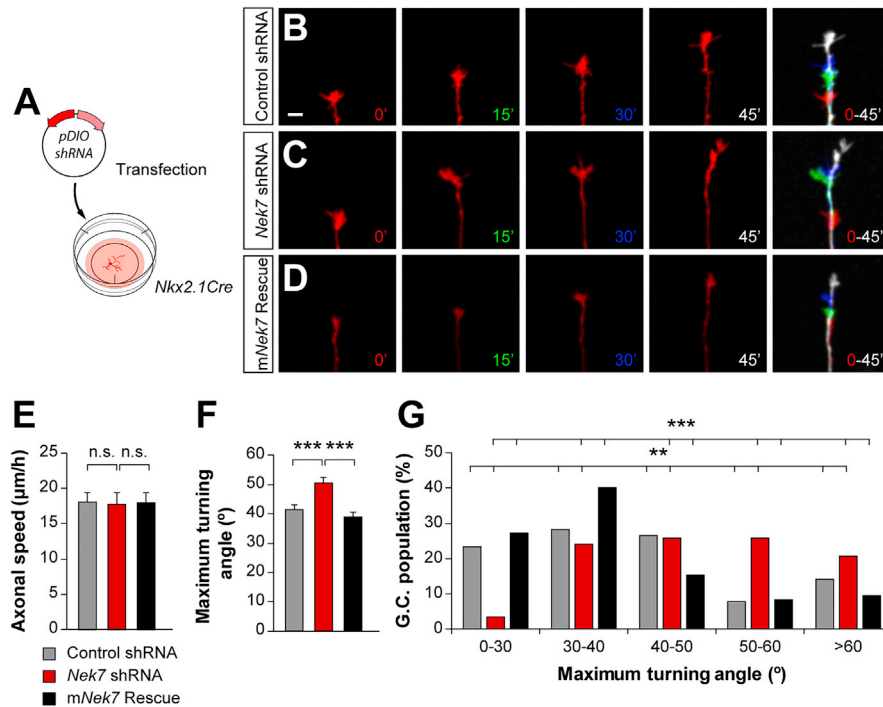 A
pDIO
shRNA
Transfection
Nkx2.1Cre
B
Control shRNA
0’
15’
30’
45’
0-45’
C
Nek7 shRNA
0’
15’
30’
45’
0-45’
D
mNek7 Rescue
0’
15’
30’
45’
0-45’
E
Axonal speed (µm/h)
25
20
15
10
5
0
n.s. n.s.
Control shRNA
Nek7 shRNA
mNek7 Rescue
F
Maximum turning
angle (º)
60
50
40
30
20
10
0
*** ***
G
G.C. population (%)
50
40
30
20
10
0
***
**
0-30 30-40 40-50 50-60 >60
Maximum turning angle (º)